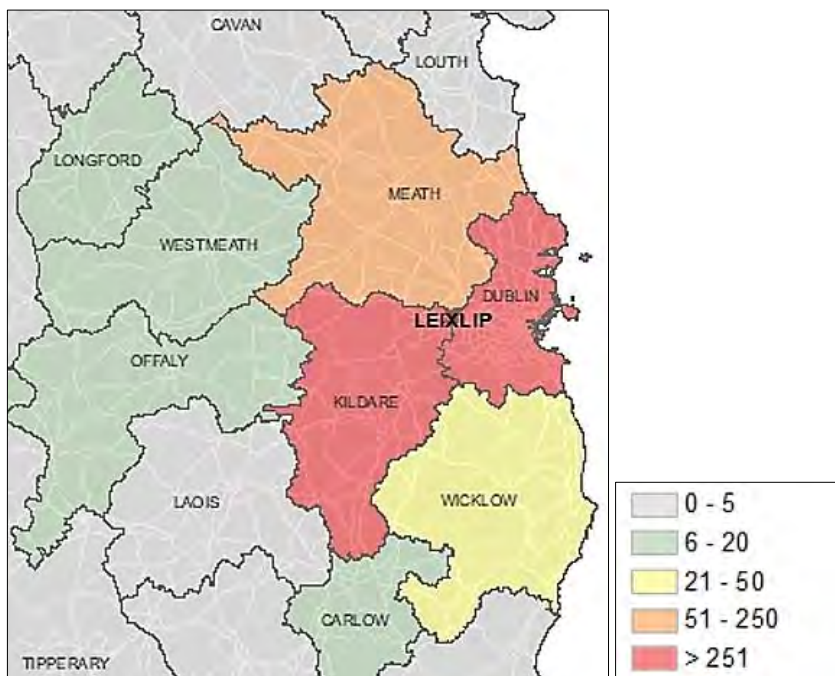 CAVAN
LOUTH
LONGFORD
MEATH
WESTMEATH
DUBLIN
LEIXLIP
OFFALY
KILDARE
LAOIS
WICKLOW
CARLOW
TIPPERARY
0 - 5
6 - 20
21 - 50
51 - 250
> 251